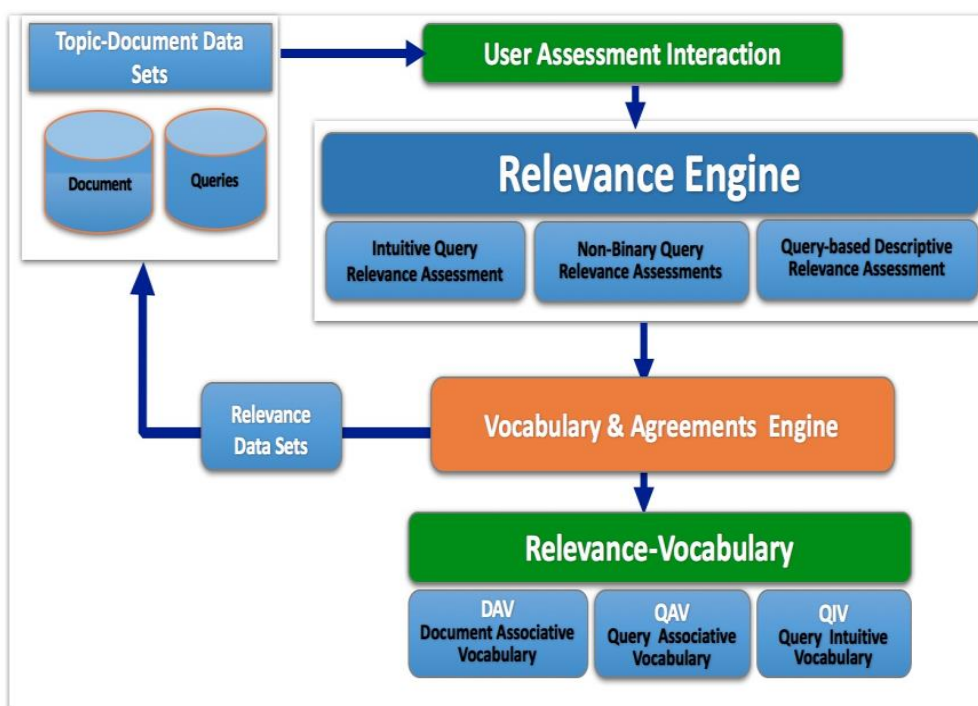 Topic-Document Data
Sets
Document
Queries
User Assessment Interaction
Relevance Engine
Intuitive Query
Relevance Assessment
Non-Binary Query
Relevance Assessments
Query-based Descriptive
Relevance Assessment
Relevance
Data Sets
Vocabulary & Agreements Engine
Relevance-Vocabulary
DAV
Document Associative
Vocabulary
QAV
Query Associative
Vocabulary
QIV
Query Intuitive
Vocabulary